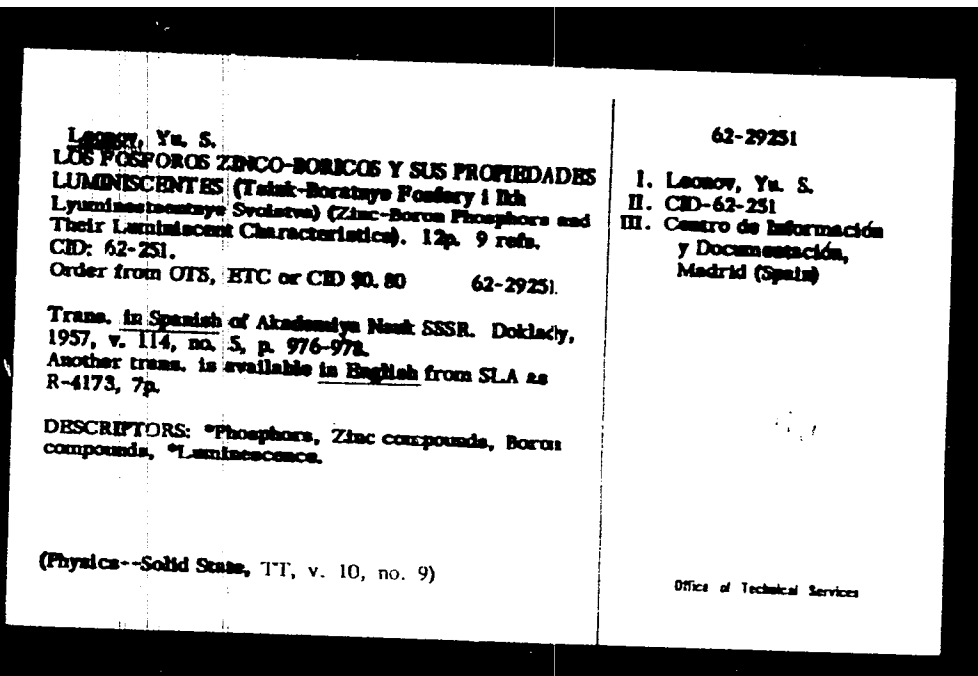 Leonov, Yu. S.
LOS FOSFOROS ZINCO-BORICOS Y SUS PROPIEDADES
LUMINISCENTES (Tsink-Boratnye Fosfory i Ikh
Lyuminestsentnye Svoistva) (Zinc-Boron Phosphors and
Their Luminiscent Characteristics). 12p. 9 refs.
CID: 62-251.
Order from OTS, ETC or CID $0.80 62-29251.
Trans. in Spanish of Akademiya Nauk SSSR. Doklady,
1957, v. 114, no. 5, p. 976-978.
Another trans. is available in English from SLA as
R-4173, 7p.
DESCRIPTORS: *Phosphors, Zinc compounds, Boron
compounds, *Luminescence.
(Physics--Solid State, TT, v. 10, no. 9)
62-29251
I. Leonov, Yu. S.
II. CID-62-251
III. Centro de Información
y Documentación,
Madrid (Spain)
Office of Technical Services